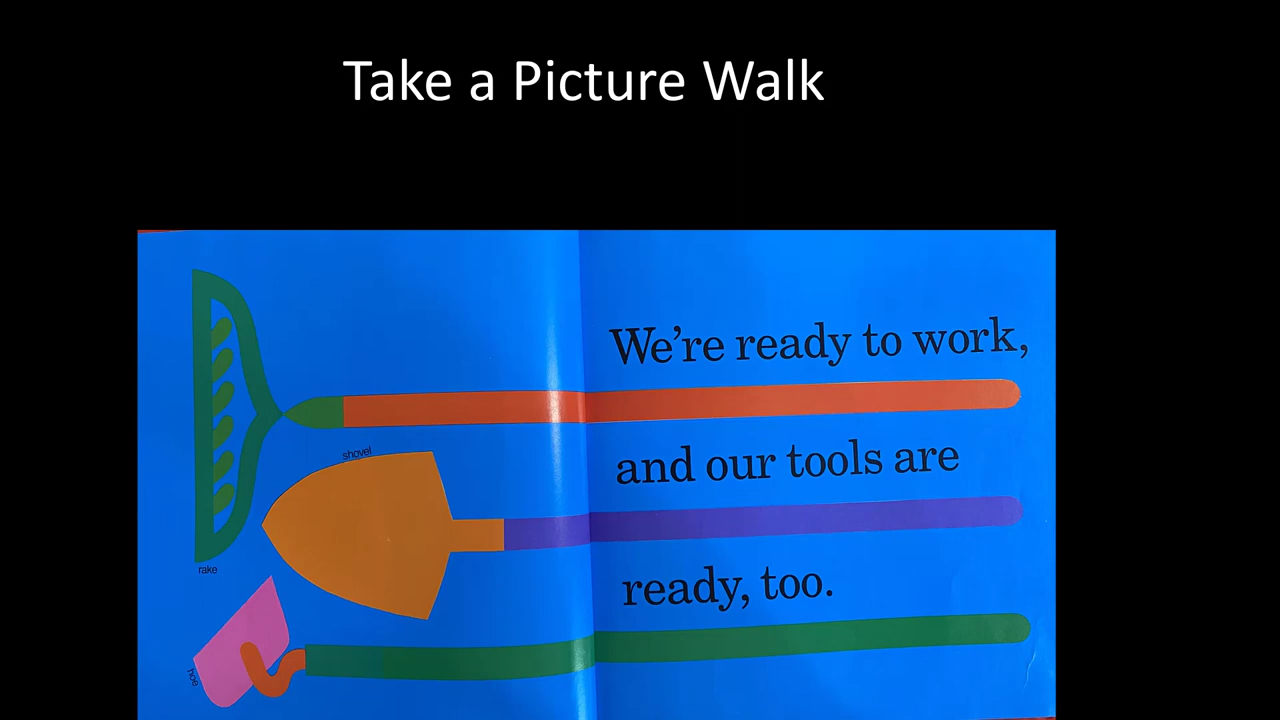 Take a Picture Walk
We're ready to work,
shovel
and our tools are
rake
ready, too.
hoe